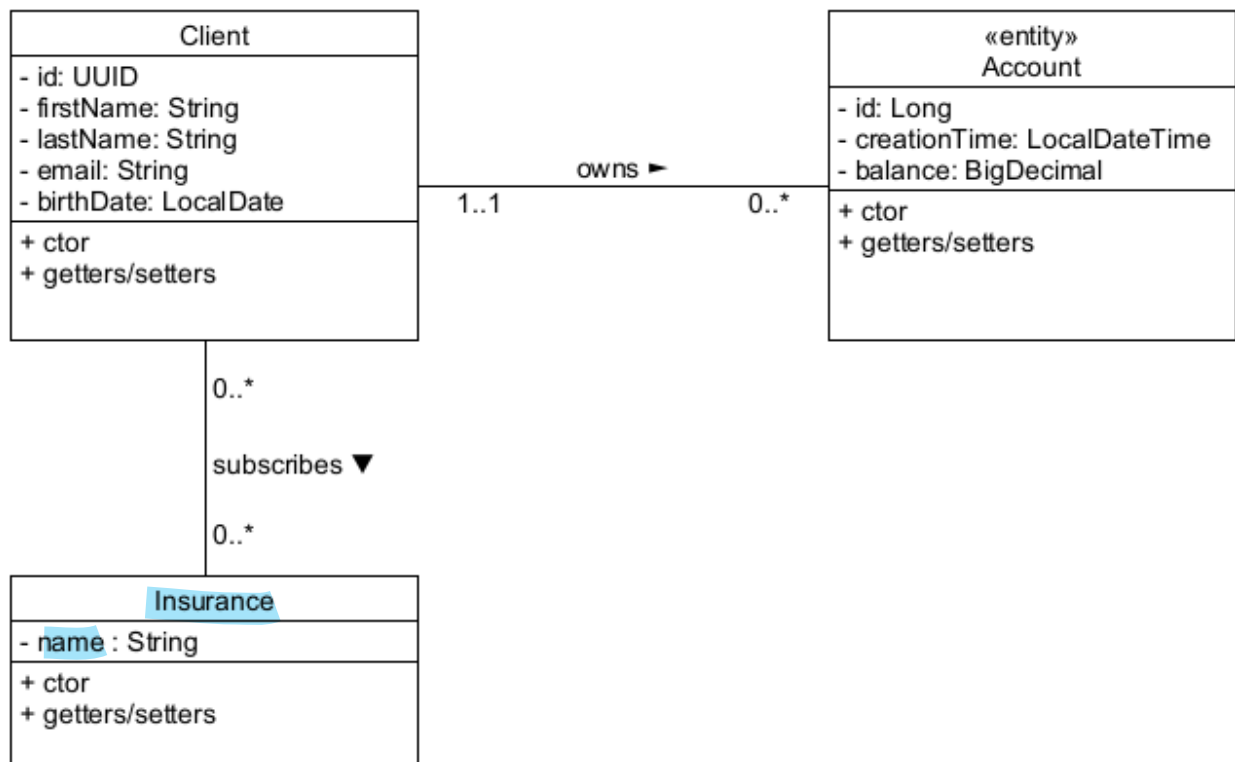 Client
- id: UUID
- firstName: String
- lastName: String
- email: String
- birthDate: LocalDate
+ ctor
+ getters/setters
owns ►
1..1
0..*
«entity»
Account
- id: Long
- creationTime: LocalDateTime
- balance: BigDecimal
+ ctor
+ getters/setters
0..*
subscribes ▼
0..*
Insurance
- name : String
+ ctor
+ getters/setters